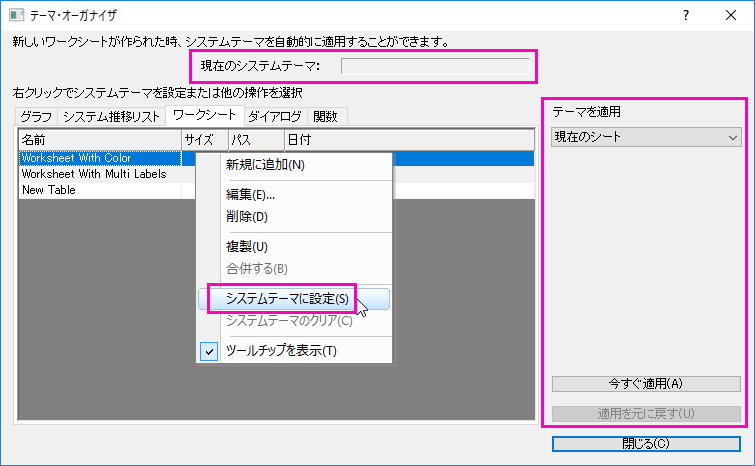 テーマ・オーガナイザ
新しいワークシートが作られた時、システムテーマを自動的に適用することができます。
現在のシステムテーマ:
右クリックでシステムテーマを設定または他の操作を選択
グラフ システム推移リスト ワークシート ダイアログ 関数
名前 サイズ パス 日付
Worksheet With Color
Worksheet With Multi Labels
New Table
新規に追加(N)
編集(E)...
削除(D)
複製(U)
合併する(B)
システムテーマに設定(S)
システムテーマのクリア(C)
ツールチップを表示(T)
テーマを適用
現在のシート
今すぐ適用(A)
適用を元に戻す(U)
閉じる(C)